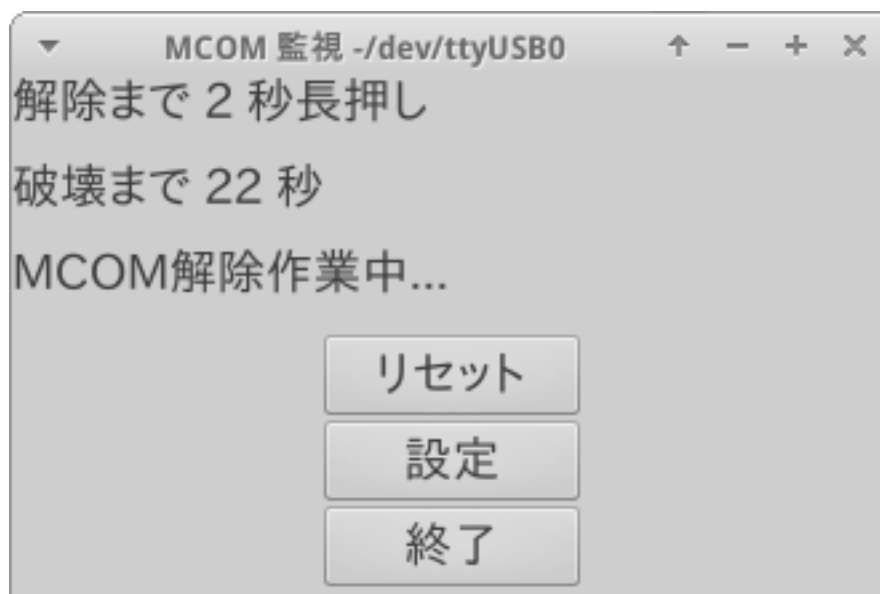 MCOM 監視 -/dev/ttyUSB0
解除まで 2 秒長押し
破壊まで 22 秒
MCOM解除作業中...
リセット
設定
終了